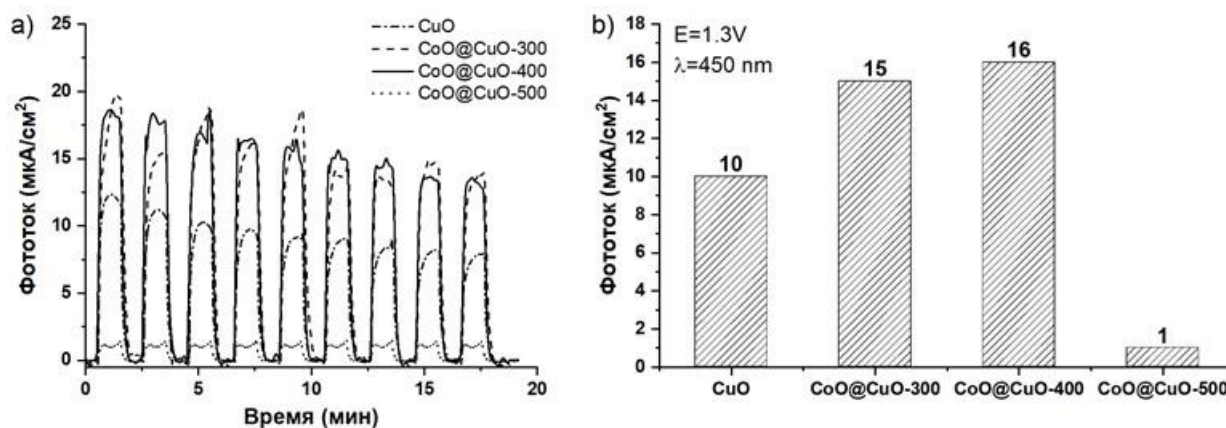 a)
25
20
15
10
5
0
Фототок (мкА/см²)
CuO
CoO@CuO-300
CoO@CuO-400
CoO@CuO-500
0 5 10 15 20
Время (мин)
b)
E=1.3V
λ=450 nm
18
16
14
12
10
8
6
4
2
0
Фототок (мкА/см²)
10
15
16
1
CuO CoO@CuO-300 CoO@CuO-400 CoO@CuO-500